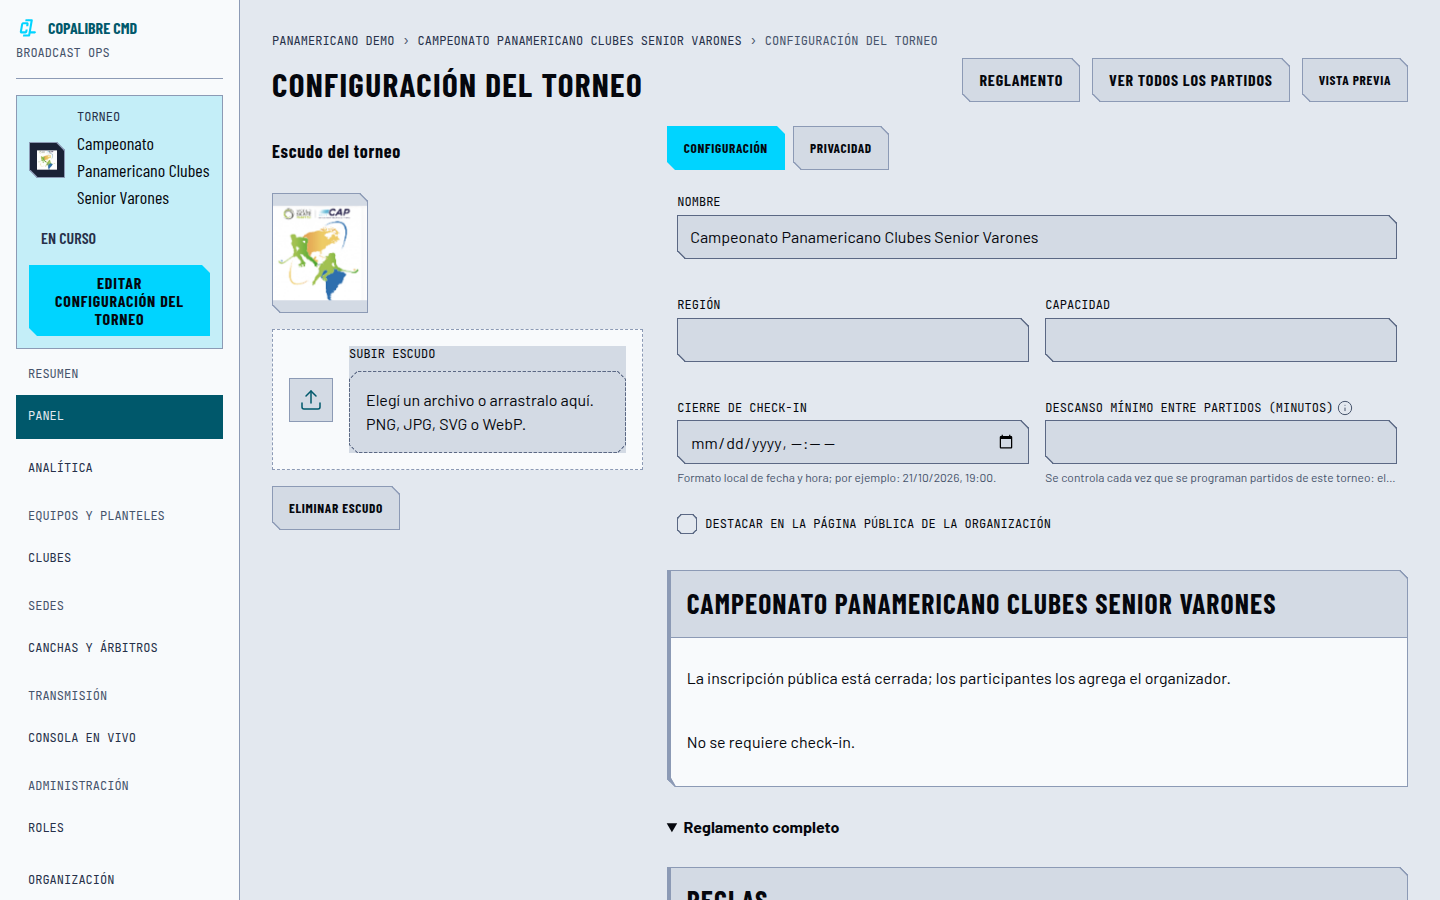 COPALIBRE CMD
BROADCAST OPS
TORNEO
Campeonato
Panamericano Clubes
Senior Varones
EN CURSO
EDITAR
CONFIGURACIÓN DEL
TORNEO
RESUMEN
PANEL
ANALÍTICA
EQUIPOS Y PLANTELES
CLUBES
SEDES
CANCHAS Y ÁRBITROS
TRANSMISIÓN
CONSOLA EN VIVO
ADMINISTRACIÓN
ROLES
ORGANIZACIÓN
PANAMERICANO DEMO › CAMPEONATO PANAMERICANO CLUBES SENIOR VARONES › CONFIGURACIÓN DEL TORNEO
CONFIGURACIÓN DEL TORNEO
REGLAMENTO
VER TODOS LOS PARTIDOS
VISTA PREVIA
Escudo del torneo
CAP
SUBIR ESCUDO
Elegí un archivo o arrastralo aquí.
PNG, JPG, SVG o WebP.
ELIMINAR ESCUDO
CONFIGURACIÓN
PRIVACIDAD
NOMBRE
Campeonato Panamericano Clubes Senior Varones
REGIÓN
CAPACIDAD
CIERRE DE CHECK-IN
DESCANSO MÍNIMO ENTRE PARTIDOS (MINUTOS)
mm/dd/yyyy, --:-- --
Formato local de fecha y hora; por ejemplo: 21/10/2026, 19:00.
Se controla cada vez que se programan partidos de este torneo: el...
DESTACAR EN LA PÁGINA PÚBLICA DE LA ORGANIZACIÓN
CAMPEONATO PANAMERICANO CLUBES SENIOR VARONES
La inscripción pública está cerrada; los participantes los agrega el organizador.
No se requiere check-in.
▼ Reglamento completo
REGLAS